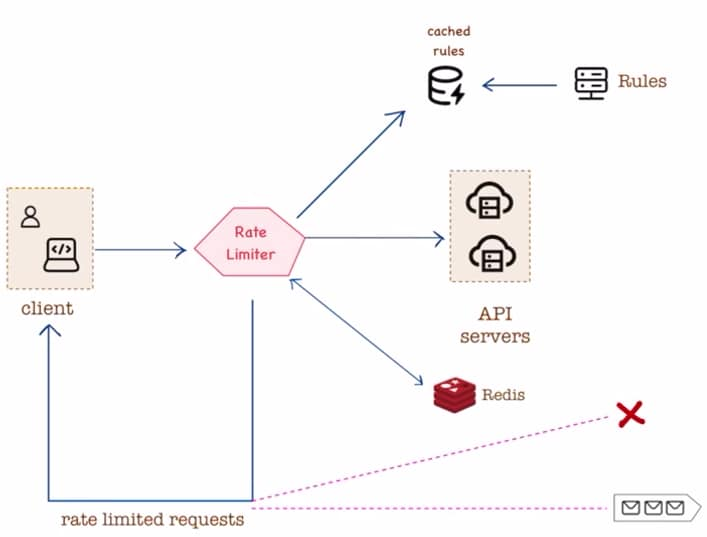 cached
rules
Rules
Rate
Limiter
</>
client
API
servers
Redis
rate limited requests